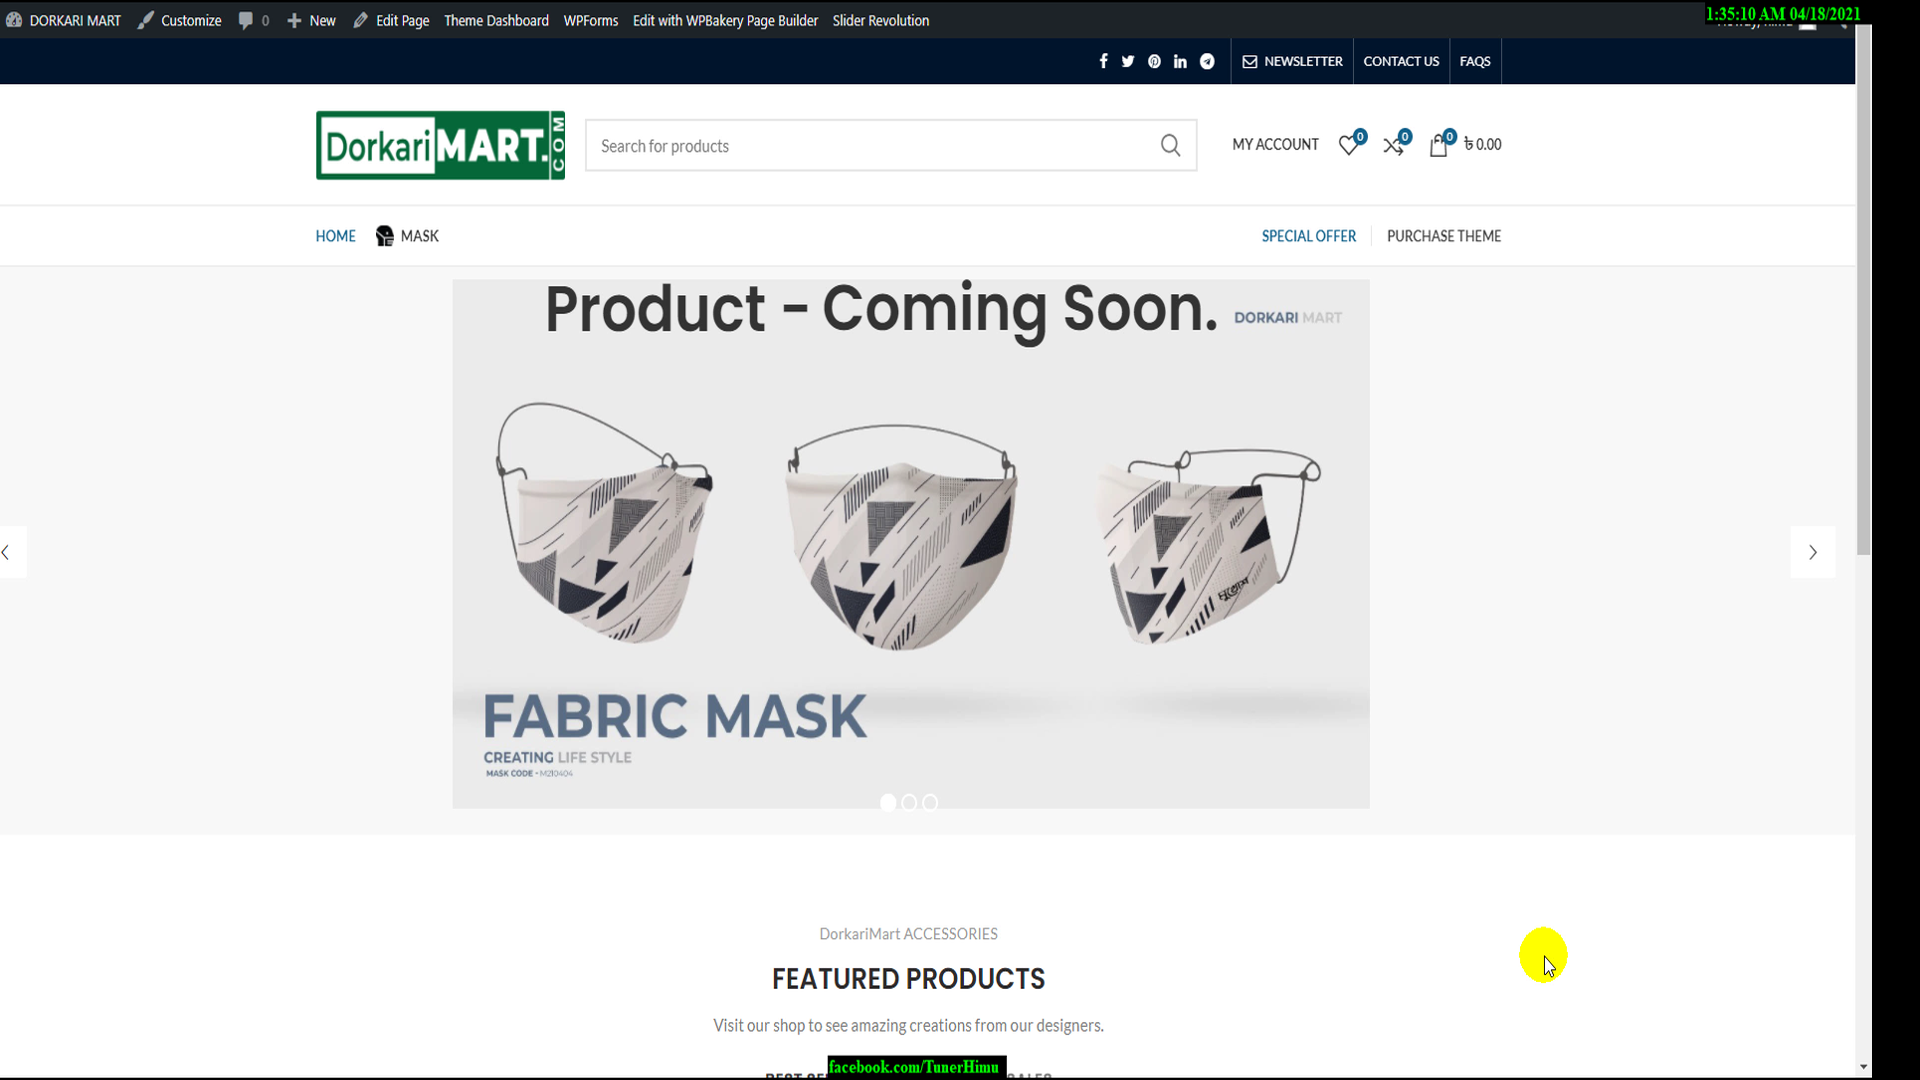 DORKARI MART Customize 0 New Edit Page Theme Dashboard WPForms Edit with WPBakery Page Builder Slider Revolution
1:35:10 AM 04/18/2021
NEWSLETTER CONTACT US FAQS
DorkariMART.COM
Search for products
MY ACCOUNT 0 0 0 ৳ 0.00
HOME MASK SPECIAL OFFER PURCHASE THEME
Product - Coming Soon.
DORKARI MART
FABRIC MASK
CREATING LIFE STYLE
MASK CODE - M210404
DorkariMart ACCESSORIES
FEATURED PRODUCTS
Visit our shop to see amazing creations from our designers.
facebook.com/TunerHimu